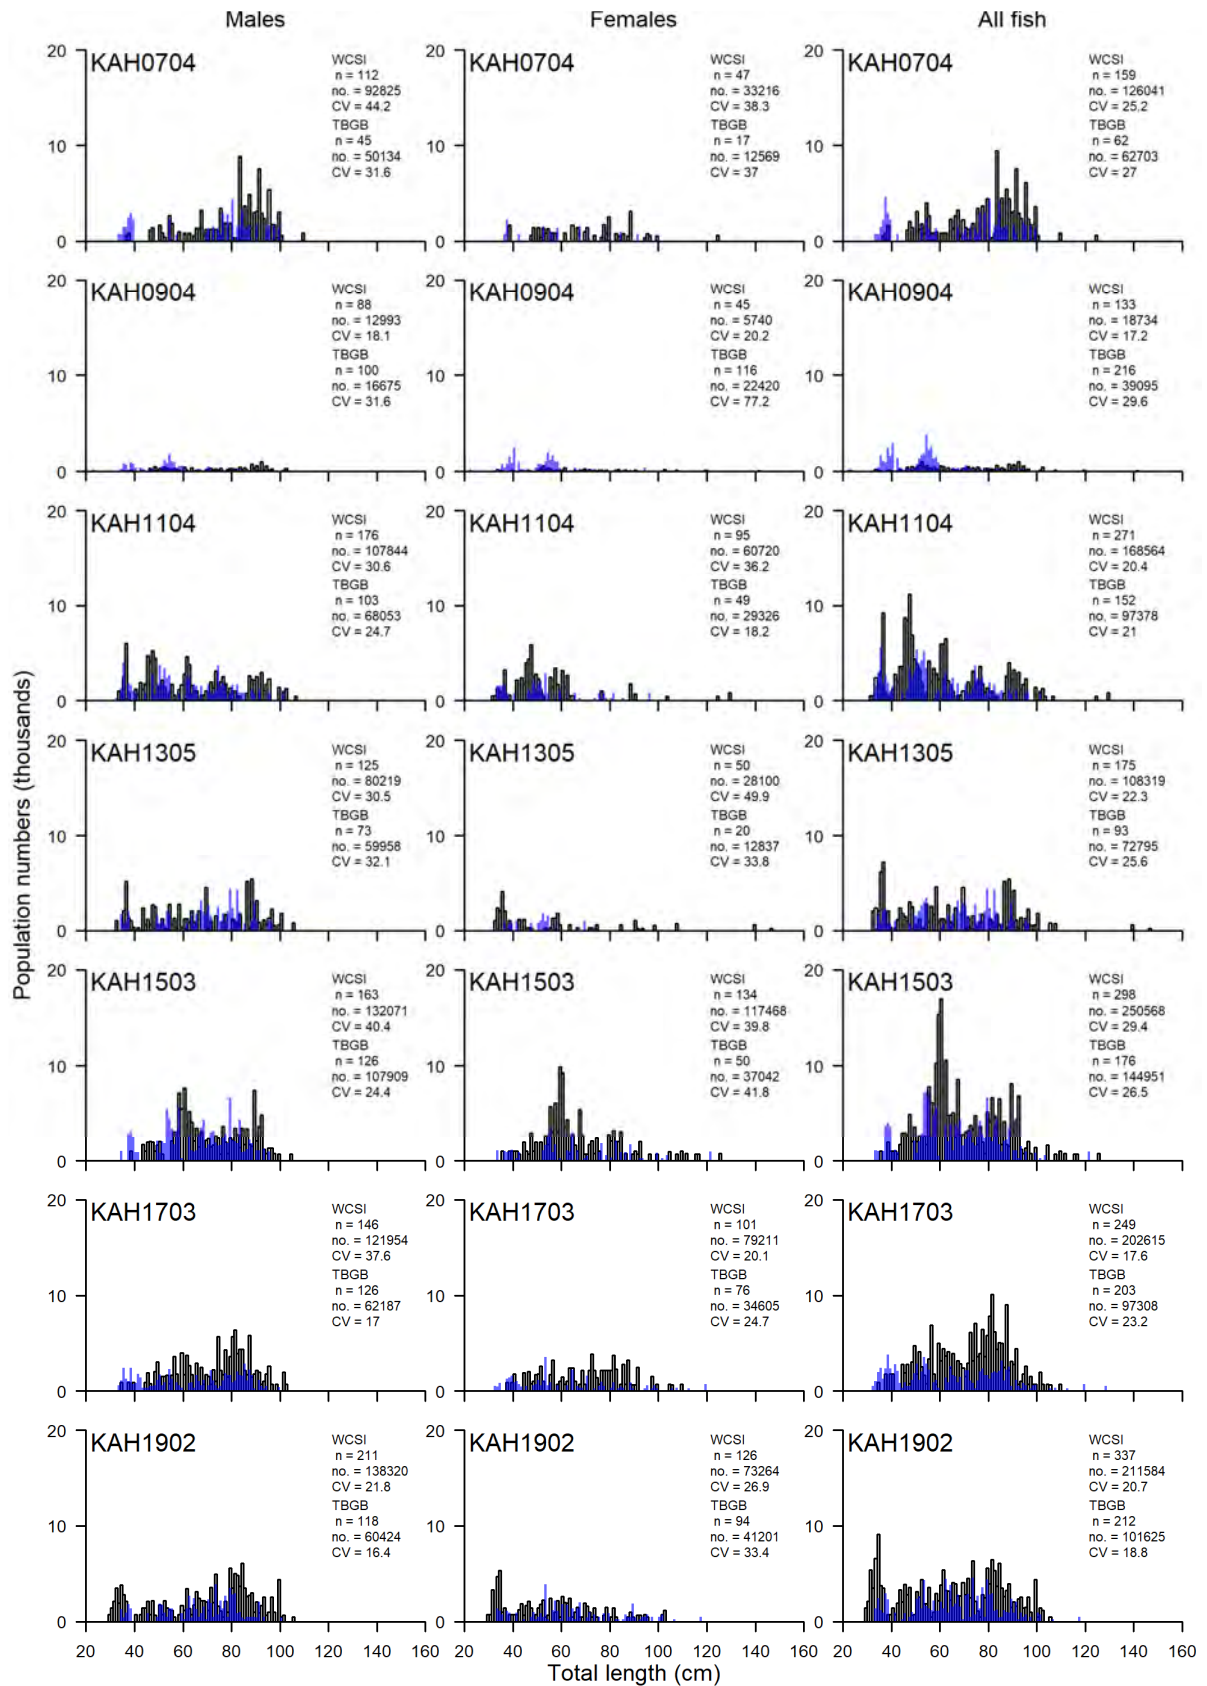 Males
Females
All fish
Population numbers (thousands)
20
10
0
KAH0704
WCSI
n = 112
no. = 92825
CV = 44.2
TBGB
n = 45
no. = 50134
CV = 31.6
20
10
0
KAH0704
WCSI
n = 47
no. = 33216
CV = 38.3
TBGB
n = 17
no. = 12569
CV = 37
20
10
0
KAH0704
WCSI
n = 159
no. = 126041
CV = 25.2
TBGB
n = 62
no. = 62703
CV = 27
20
10
0
KAH0904
WCSI
n = 88
no. = 12993
CV = 18.1
TBGB
n = 100
no. = 16675
CV = 31.6
20
10
0
KAH0904
WCSI
n = 45
no. = 5740
CV = 20.2
TBGB
n = 116
no. = 22420
CV = 77.2
20
10
0
KAH0904
WCSI
n = 133
no. = 18734
CV = 17.2
TBGB
n = 216
no. = 39095
CV = 29.6
20
10
0
KAH1104
WCSI
n = 176
no. = 107844
CV = 30.6
TBGB
n = 103
no. = 68053
CV = 24.7
20
10
0
KAH1104
WCSI
n = 95
no. = 60720
CV = 36.2
TBGB
n = 49
no. = 29326
CV = 18.2
20
10
0
KAH1104
WCSI
n = 271
no. = 168564
CV = 20.4
TBGB
n = 152
no. = 97378
CV = 21
20
10
0
KAH1305
WCSI
n = 125
no. = 80219
CV = 30.5
TBGB
n = 73
no. = 59958
CV = 32.1
20
10
0
KAH1305
WCSI
n = 50
no. = 28100
CV = 49.9
TBGB
n = 20
no. = 12837
CV = 33.8
20
10
0
KAH1305
WCSI
n = 175
no. = 108319
CV = 22.3
TBGB
n = 93
no. = 72795
CV = 25.6
20
10
0
KAH1503
WCSI
n = 163
no. = 132071
CV = 40.4
TBGB
n = 126
no. = 107909
CV = 24.4
20
10
0
KAH1503
WCSI
n = 134
no. = 117468
CV = 39.8
TBGB
n = 50
no. = 37042
CV = 41.8
20
10
0
KAH1503
WCSI
n = 298
no. = 250568
CV = 29.4
TBGB
n = 176
no. = 144951
CV = 26.5
20
10
0
KAH1703
WCSI
n = 146
no. = 121954
CV = 37.6
TBGB
n = 126
no. = 62187
CV = 17
20
10
0
KAH1703
WCSI
n = 101
no. = 79211
CV = 20.1
TBGB
n = 76
no. = 34605
CV = 24.7
20
10
0
KAH1703
WCSI
n = 249
no. = 202615
CV = 17.6
TBGB
n = 203
no. = 97308
CV = 23.2
20
10
0
KAH1902
WCSI
n = 211
no. = 138320
CV = 21.8
TBGB
n = 118
no. = 60424
CV = 16.4
20
10
0
KAH1902
WCSI
n = 126
no. = 73264
CV = 26.9
TBGB
n = 94
no. = 41201
CV = 33.4
20
10
0
KAH1902
WCSI
n = 337
no. = 211584
CV = 20.7
TBGB
n = 212
no. = 101625
CV = 18.8
20 40 60 80 100 120 140 160
20 40 60 80 100 120 140 160
20 40 60 80 100 120 140 160
Total length (cm)